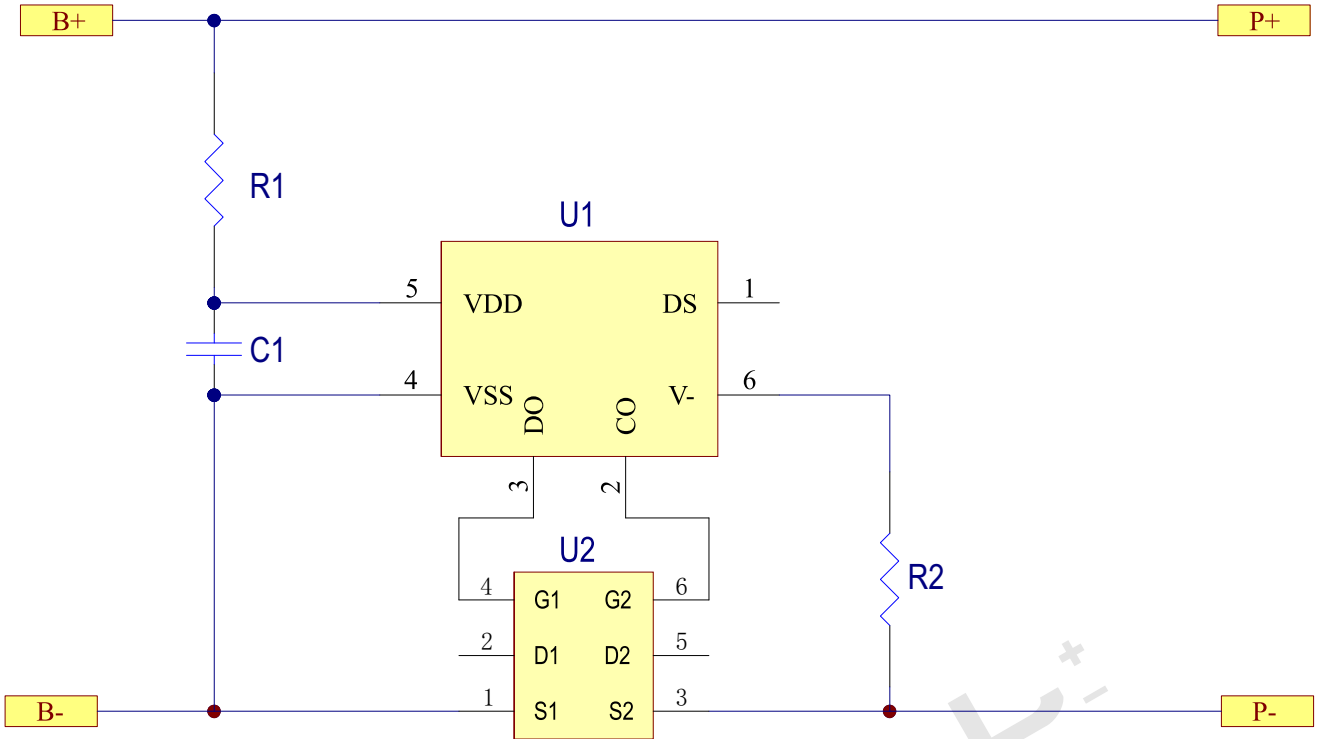 B+
P+
R1
U1
5
VDD
DS
1
C1
4
VSS
DO
CO
V-
6
3
2
U2
4
G1
G2
6
R2
2
D1
D2
5
B-
1
S1
S2
3
P-